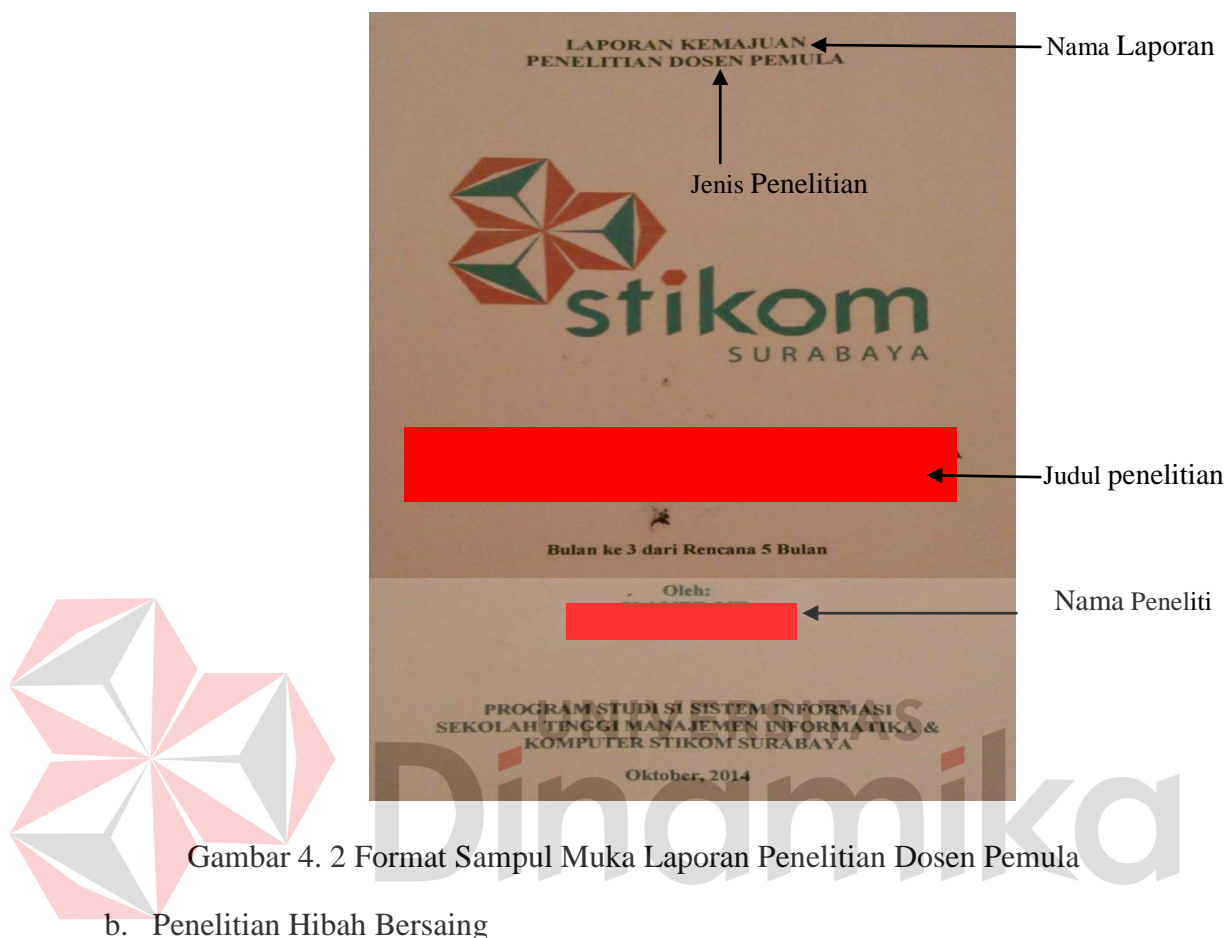 LAPORAN KEMAJUAN
PENELITIAN DOSEN PEMULA
Nama Laporan
Jenis Penelitian
stikom
SURABAYA
Judul penelitian
Bulan ke 3 dari Rencana 5 Bulan
Oleh:
Nama Peneliti
PROGRAM STUDI S1 SISTEM INFORMASI
SEKOLAH TINGGI MANAJEMEN INFORMATIKA &
KOMPUTER STIKOM SURABAYA
Oktober, 2014
UNIVERSITAS
Dinamika
Gambar 4. 2 Format Sampul Muka Laporan Penelitian Dosen Pemula
b. Penelitian Hibah Bersaing